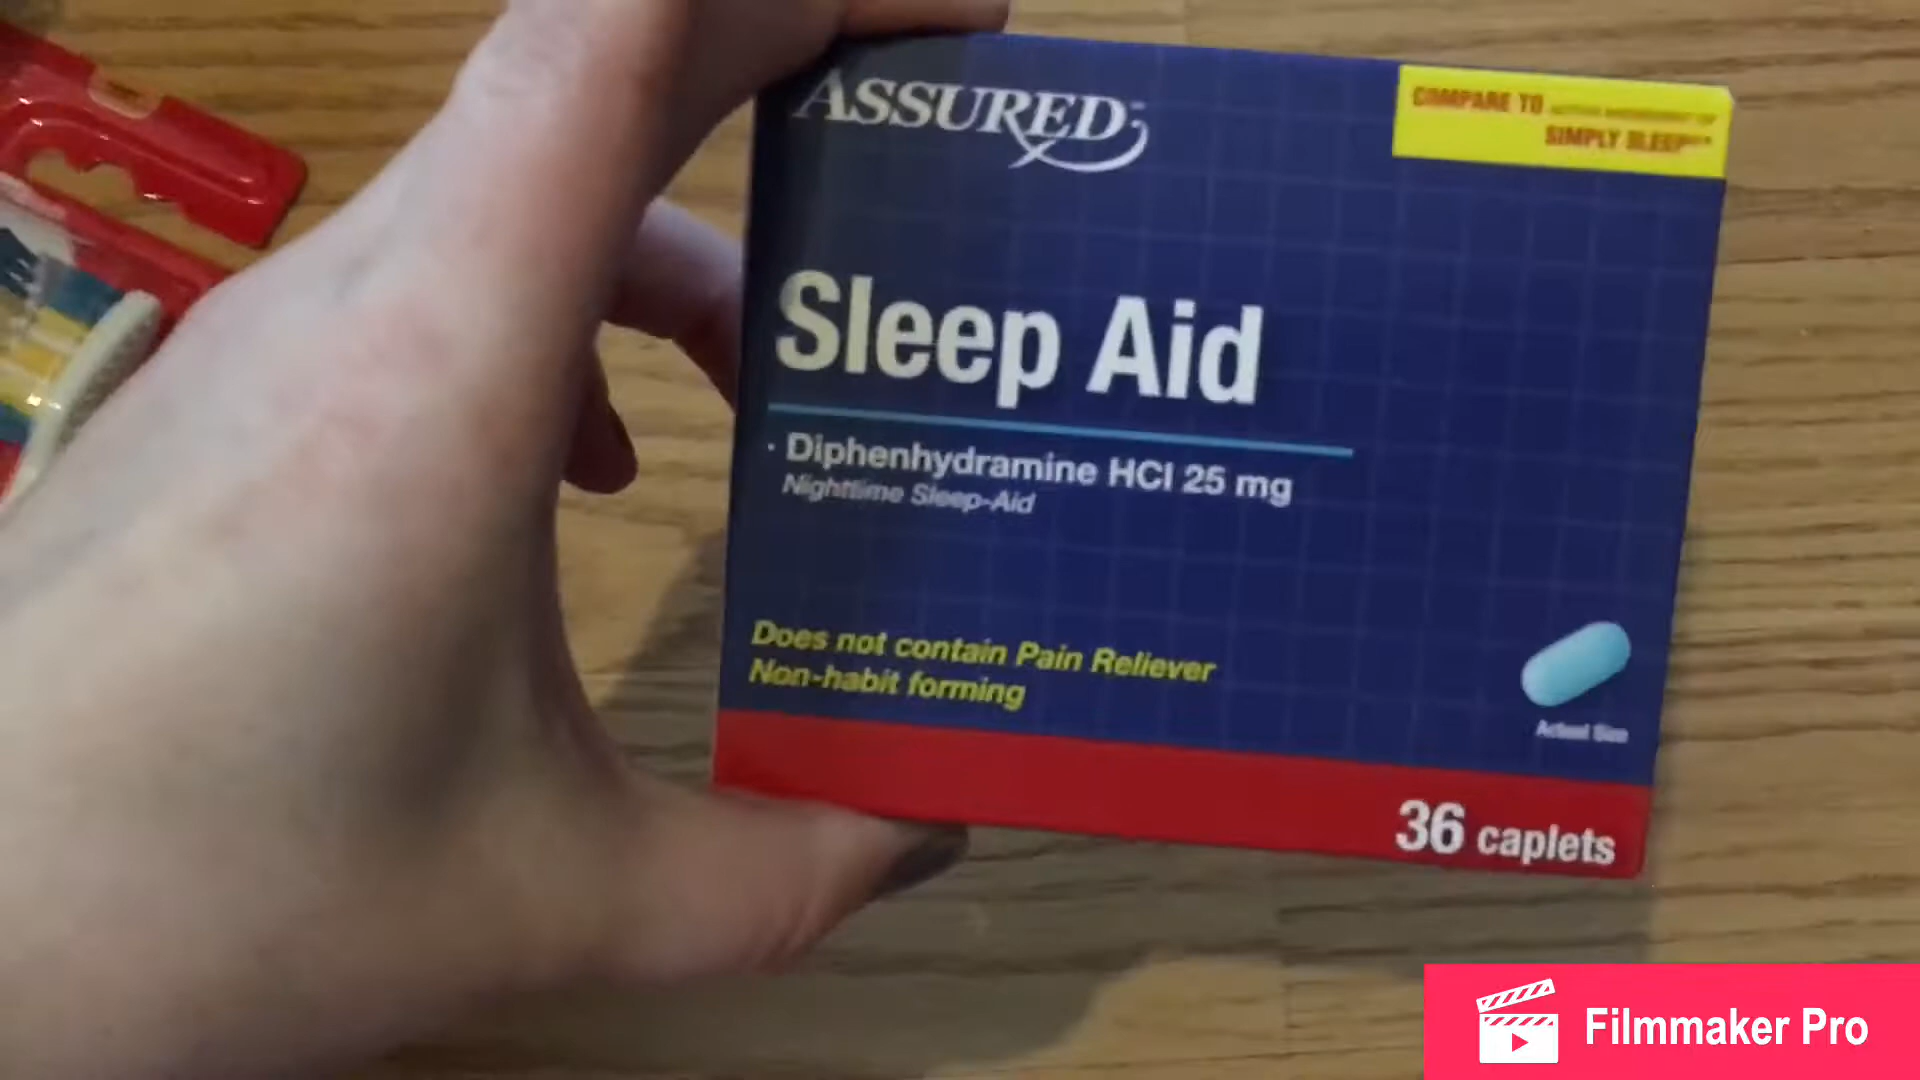 ASSURED
COMPARE TO
SIMPLY SLEEP
Sleep Aid
· Diphenhydramine HCl 25 mg
Nighttime Sleep-Aid
Does not contain Pain Reliever
Non-habit forming
Actual Size
36 caplets
Filmmaker Pro